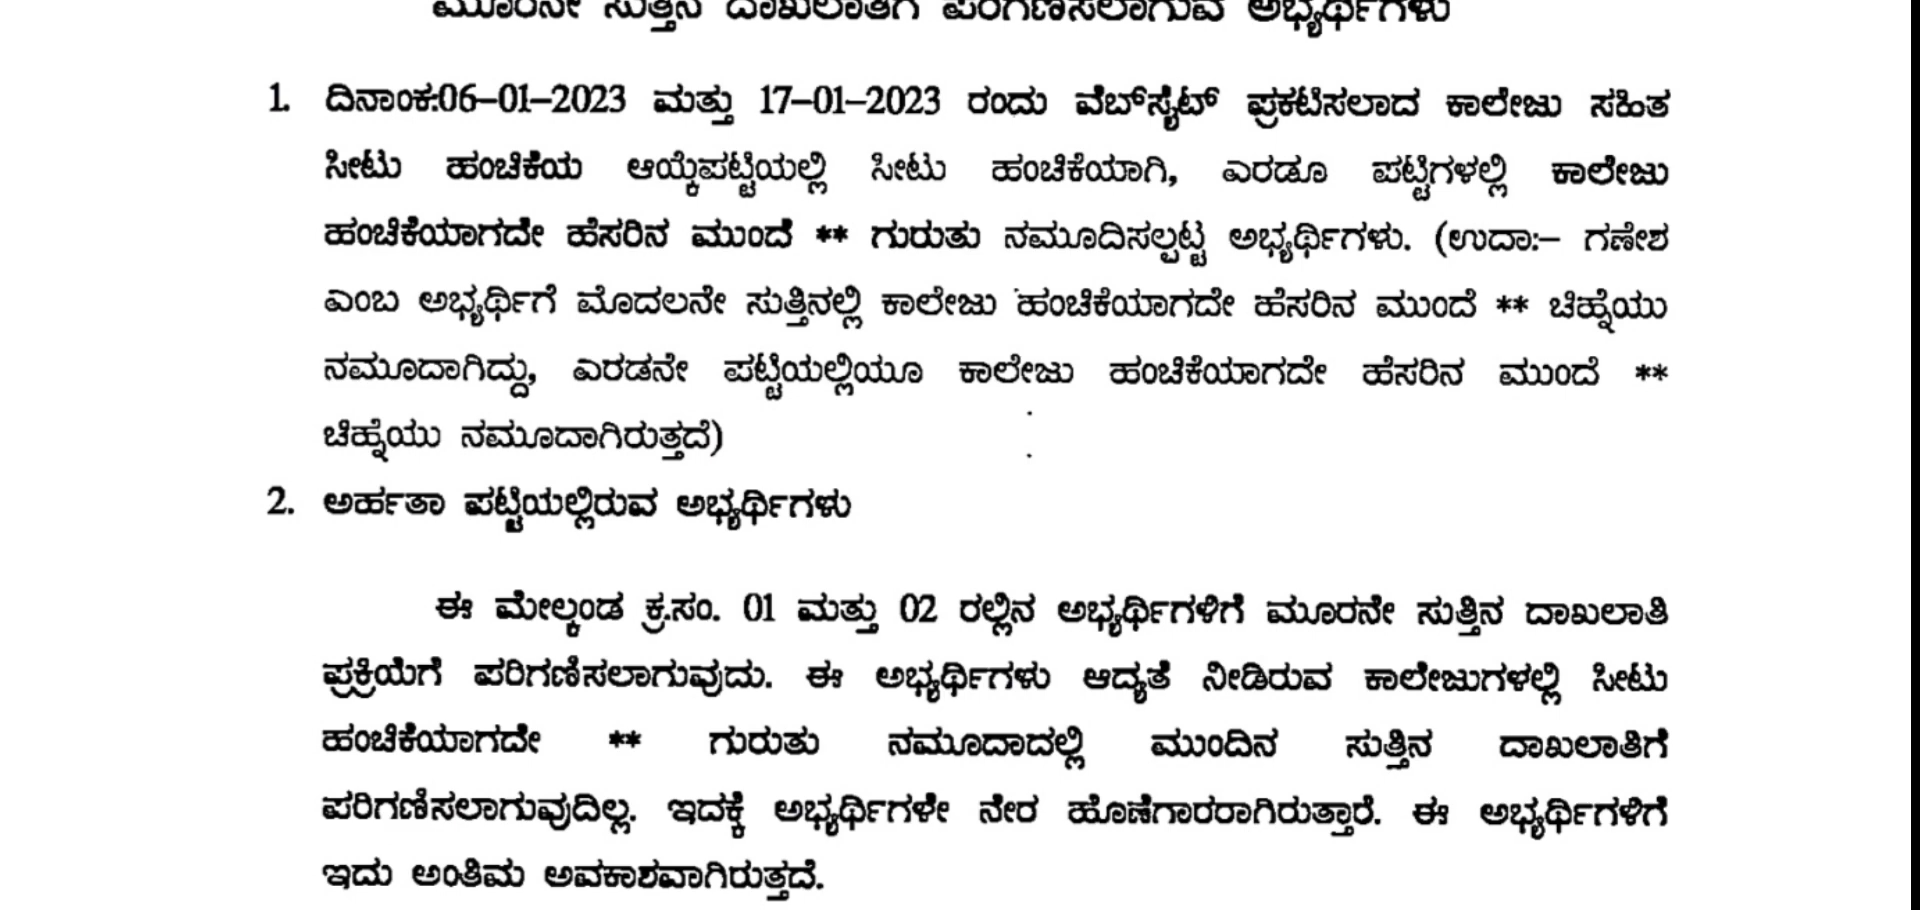 ಮೂರನೇ ಸುತ್ತಿನ ದಾಖಲಾತಿಗೆ ಪರಿಗಣಿಸಲಾಗುವ ಅಭ್ಯರ್ಥಿಗಳು
1. ದಿನಾಂಕ:06-01-2023 ಮತ್ತು 17-01-2023 ರಂದು ವೆಬ್‌ಸೈಟ್ ಪ್ರಕಟಿಸಲಾದ ಕಾಲೇಜು ಸಹಿತ
ಸೀಟು ಹಂಚಿಕೆಯ ಆಯ್ಕೆಪಟ್ಟಿಯಲ್ಲಿ ಸೀಟು ಹಂಚಿಕೆಯಾಗಿ, ಎರಡೂ ಪಟ್ಟಿಗಳಲ್ಲಿ ಕಾಲೇಜು
ಹಂಚಿಕೆಯಾಗದೇ ಹೆಸರಿನ ಮುಂದೆ ** ಗುರುತು ನಮೂದಿಸಲ್ಪಟ್ಟ ಅಭ್ಯರ್ಥಿಗಳು. (ಉದಾ:- ಗಣೇಶ
ಎಂಬ ಅಭ್ಯರ್ಥಿಗೆ ಮೊದಲನೇ ಸುತ್ತಿನಲ್ಲಿ ಕಾಲೇಜು ಹಂಚಿಕೆಯಾಗದೇ ಹೆಸರಿನ ಮುಂದೆ ** ಚಿಹ್ನೆಯು
ನಮೂದಾಗಿದ್ದು, ಎರಡನೇ ಪಟ್ಟಿಯಲ್ಲಿಯೂ ಕಾಲೇಜು ಹಂಚಿಕೆಯಾಗದೇ ಹೆಸರಿನ ಮುಂದೆ **
ಚಿಹ್ನೆಯು ನಮೂದಾಗಿರುತ್ತದೆ)
2. ಅರ್ಹತಾ ಪಟ್ಟಿಯಲ್ಲಿರುವ ಅಭ್ಯರ್ಥಿಗಳು
ಈ ಮೇಲ್ಕಂಡ ಕ್ರ.ಸಂ. 01 ಮತ್ತು 02 ರಲ್ಲಿನ ಅಭ್ಯರ್ಥಿಗಳಿಗೆ ಮೂರನೇ ಸುತ್ತಿನ ದಾಖಲಾತಿ
ಪ್ರಕ್ರಿಯೆಗೆ ಪರಿಗಣಿಸಲಾಗುವುದು. ಈ ಅಭ್ಯರ್ಥಿಗಳು ಆದ್ಯತೆ ನೀಡಿರುವ ಕಾಲೇಜುಗಳಲ್ಲಿ ಸೀಟು
ಹಂಚಿಕೆಯಾಗದೇ ** ಗುರುತು ನಮೂದಾದಲ್ಲಿ ಮುಂದಿನ ಸುತ್ತಿನ ದಾಖಲಾತಿಗೆ
ಪರಿಗಣಿಸಲಾಗುವುದಿಲ್ಲ. ಇದಕ್ಕೆ ಅಭ್ಯರ್ಥಿಗಳೇ ನೇರ ಹೊಣೆಗಾರರಾಗಿರುತ್ತಾರೆ. ಈ ಅಭ್ಯರ್ಥಿಗಳಿಗೆ
ಇದು ಅಂತಿಮ ಅವಕಾಶವಾಗಿರುತ್ತದೆ.